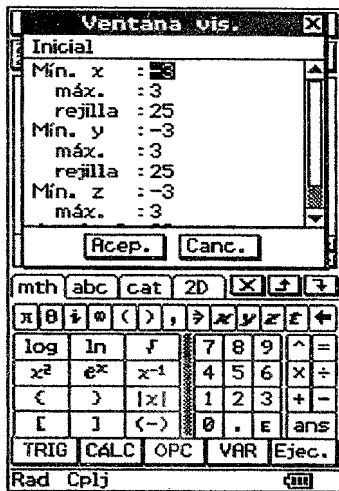 Ventana vis.
Inicial
Mín. x :-3
máx. :3
rejilla :25
Mín. y :-3
máx. :3
rejilla :25
Mín. z :-3
máx. :3
Acep. Canc.
mth abc cat 2D
π θ i ∞ ( ) , ⇒ x y z t ←
log ln √ 7 8 9 ^ =
x² eˣ x⁻¹ 4 5 6 × ÷
( ) |x| 1 2 3 + −
[ ] (−) 0 . E ans
TRIG CÁLC OPC VAR Ejec.
Rad Cplj